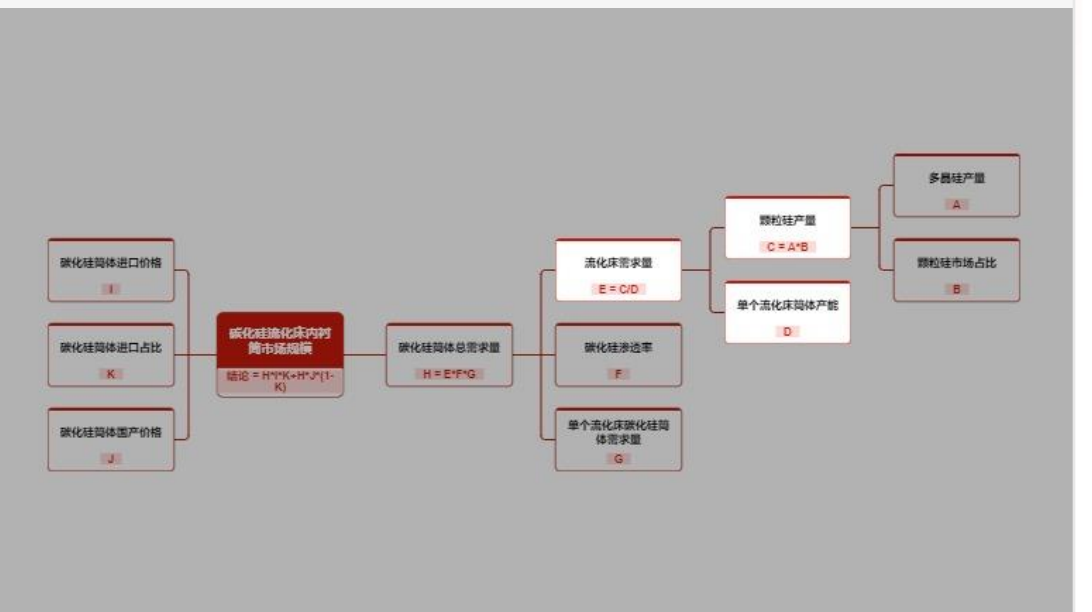 多晶硅产量
A
颗粒硅产量
C = A*B
碳化硅筒体进口价格
I
流化床需求量
E = C/D
颗粒硅市场占比
B
单个流化床筒体产能
D
碳化硅流化床内衬
筒市场规模
结论 = H*I*K+H*J*(1-
K)
碳化硅筒体进口占比
K
碳化硅筒体总需求量
H = E*F*G
碳化硅渗透率
F
碳化硅筒体国产价格
J
单个流化床碳化硅筒
体需求量
G